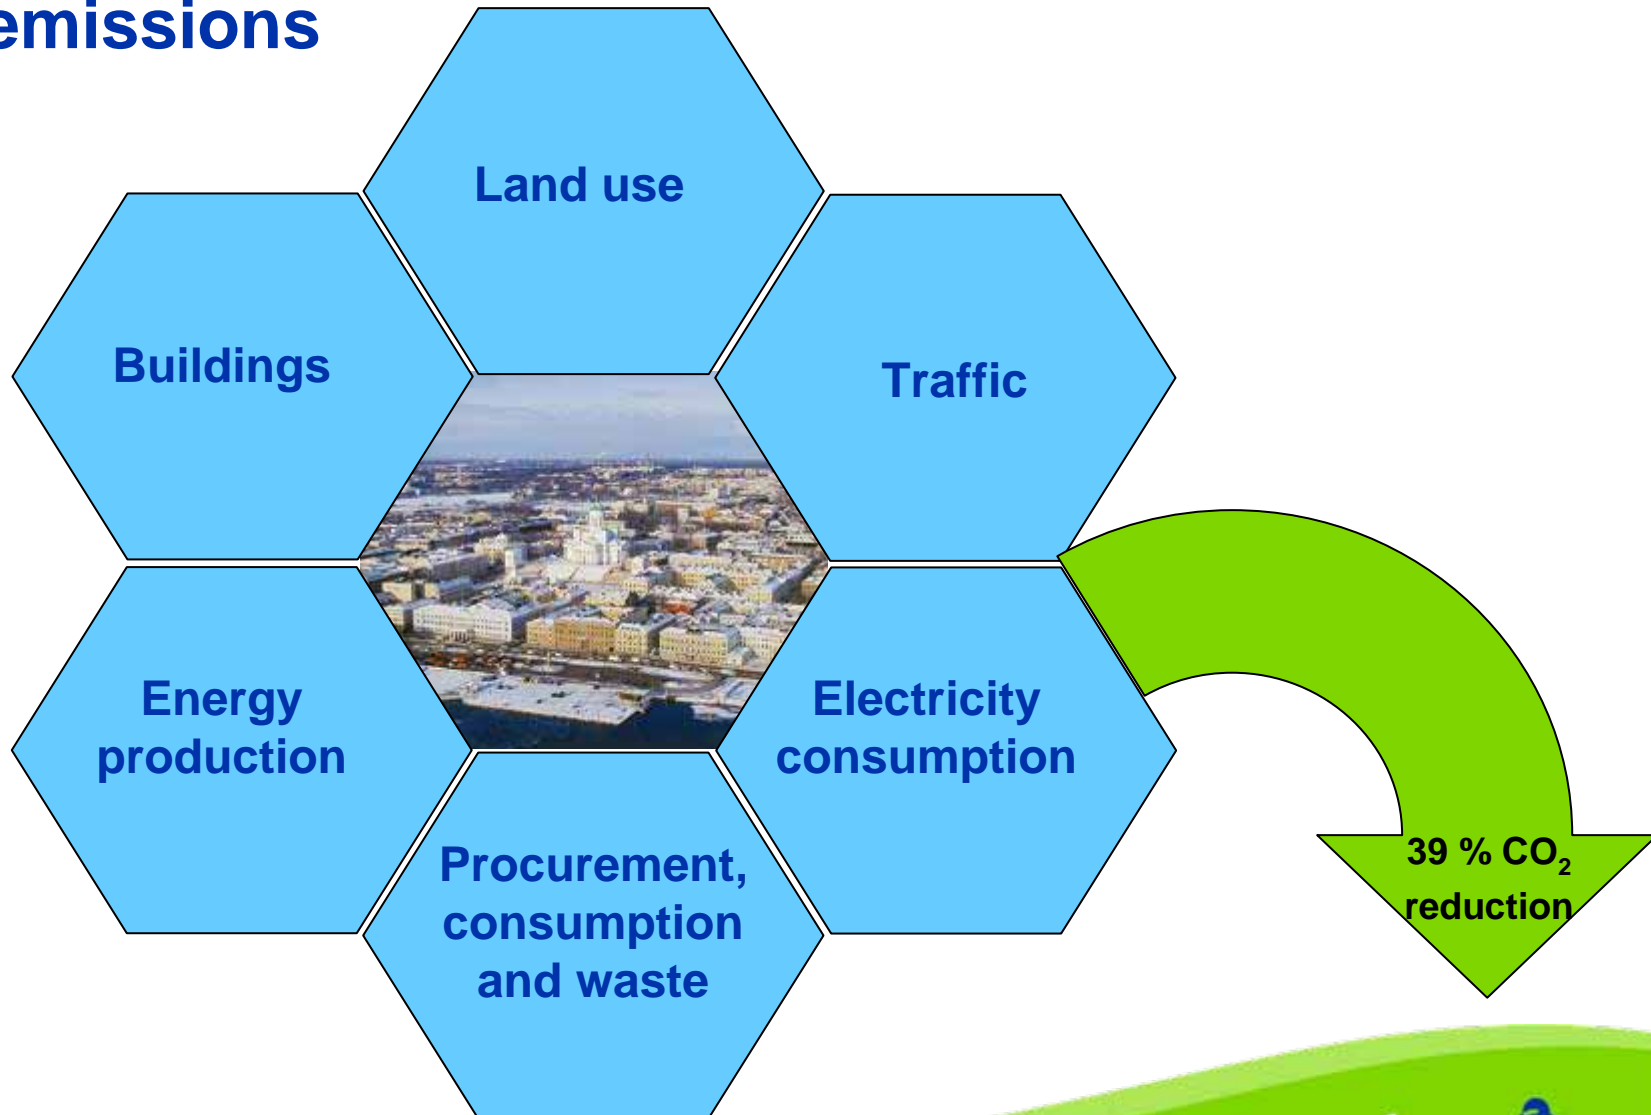 emissions
Land use
Buildings
Traffic
Energy
production
Electricity
consumption
Procurement,
consumption
and waste
39 % CO₂
reduction